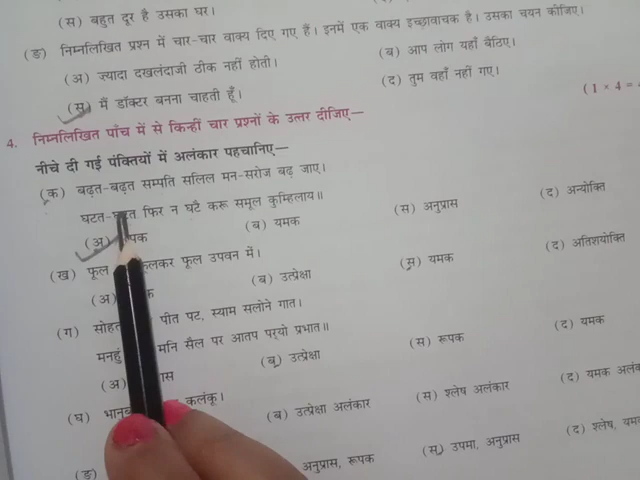 (स) बहुत दूर है उसका घर।
(ङ) निम्नलिखित प्रश्न में चार-चार वाक्य दिए गए हैं। इनमें एक वाक्य इच्छावाचक है। उसका चयन कीजिए।
(अ) ज़्यादा दखलंदाजी ठीक नहीं होती।
(ब) आप लोग यहाँ बैठिए।
(स) मैं डॉक्टर बनना चाहती हूँ।
(द) तुम वहाँ नहीं गए।
4. निम्नलिखित पाँच में से किन्हीं चार प्रश्नों के उत्तर दीजिए—
(1 × 4 =
नीचे दी गई पंक्तियों में अलंकार पहचानिए—
(क) बढ़त-बढ़त सम्पति सलिल मन-सरोज बढ़ जाए।
घटत-घटत फिर न घटै करू समूल कुम्हिलाय॥
(अ) (ब) यमक (स) अनुप्रास (द) अन्योक्ति
(ख) फूल उपवन में।
(अ) (ब) उत्प्रेक्षा (स) यमक (द) अतिशयोक्ति
(ग) पीत पट, स्याम सलोने गात।
मनहुं सैल पर आतप पर्‌यो प्रभात॥
(अ) (ब) उत्प्रेक्षा (स) रूपक (द) यमक
(घ) कलंकू।
(ब) उत्प्रेक्षा अलंकार (स) श्लेष अलंकार (द) यमक
(ङ)
अनुप्रास, रूपक (स) उपमा, अनुप्रास (द) श्लेष,